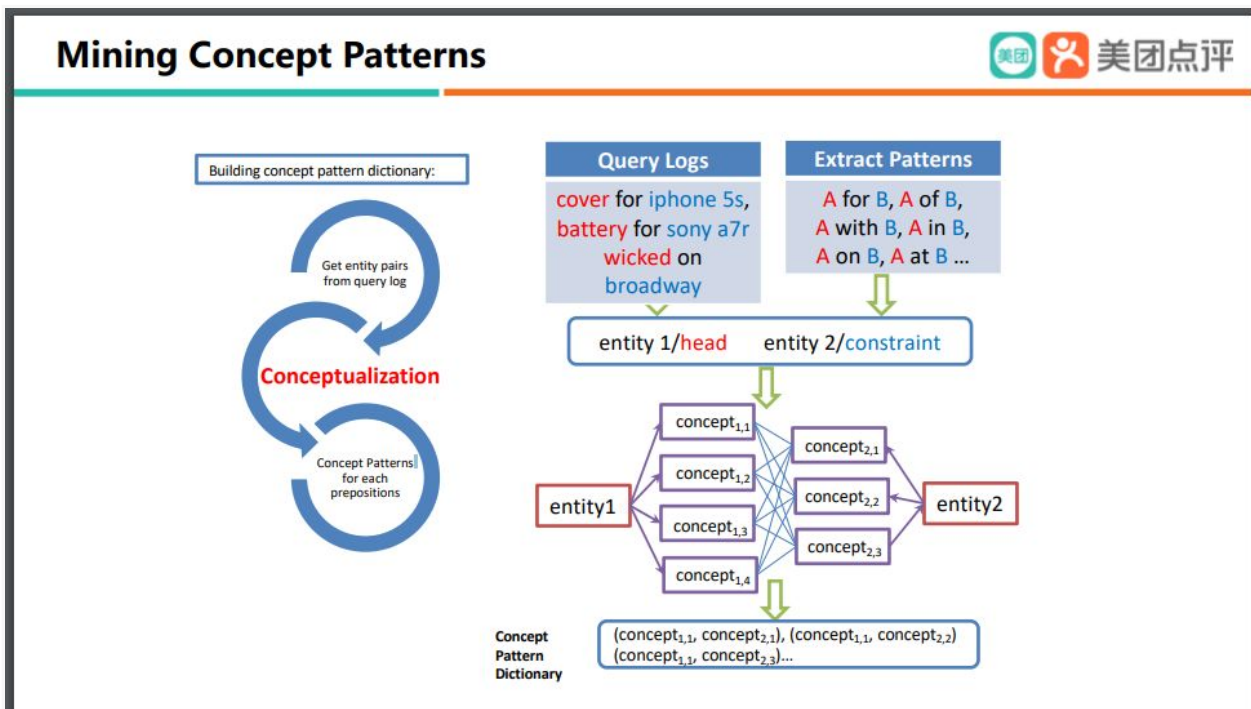 Mining Concept Patterns
美团
美团点评
Building concept pattern dictionary:
Get entity pairs
from query log
Conceptualization
Concept Patterns
for each
prepositions
Query Logs
cover for iphone 5s,
battery for sony a7r
wicked on
broadway
Extract Patterns
A for B, A of B,
A with B, A in B,
A on B, A at B ...
entity 1/head entity 2/constraint
entity1
concept1,1
concept1,2
concept1,3
concept1,4
concept2,1
concept2,2
concept2,3
entity2
Concept
Pattern
Dictionary
(concept1,1, concept2,1), (concept1,1, concept2,2)
(concept1,1, concept2,3)...